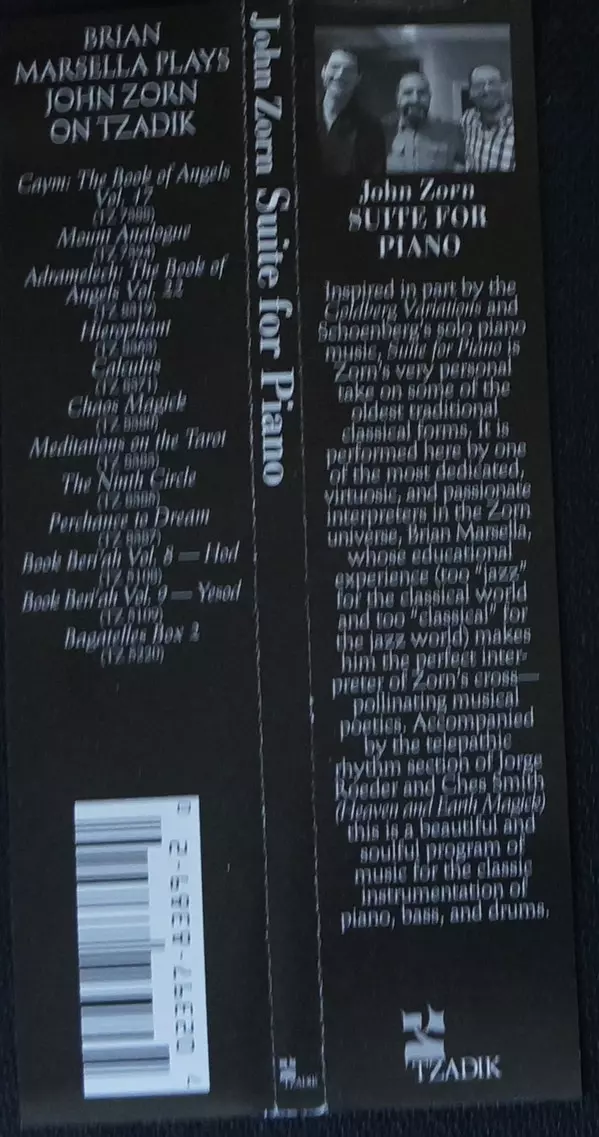 BRIAN
MARSELLA PLAYS
JOHN ZORN
ON TZADIK
Caym: The Book of Angels
Vol. 17
Mount Analogue
Adramelech: The Book of
Angels Vol. 22
Hierophant
Calculus
Chaos Magick
Meditations on the Tarot
The Ninth Circle
Perchance to Dream
Book Beri'ah Vol. 8 — Hod
Book Beri'ah Vol. 9 — Yesod
Bagatelles Box 2
John Zorn Suite for Piano
TZADIK
John Zorn
SUITE FOR
PIANO
Inspired in part by the
Goldberg Variations and
Schoenberg's solo piano
music, Suite for Piano is
Zorn's very personal
take on some of the
oldest traditional
classical forms. It is
performed here by one
of the most dedicated,
virtuosic, and passionate
interpreters in the Zorn
universe, Brian Marsella,
whose educational
experience (too "jazz"
for the classical world
and too "classical" for
the jazz world) makes
him the perfect inter-
preter of Zorn's cross—
pollinating musical
poetics. Accompanied
by the telepathic
rhythm section of Jorge
Roeder and Ches Smith
(Heaven and Earth Magick)
this is a beautiful and
soulful program of
music for the classic
instrumentation of
piano, bass, and drums.
TZADIK